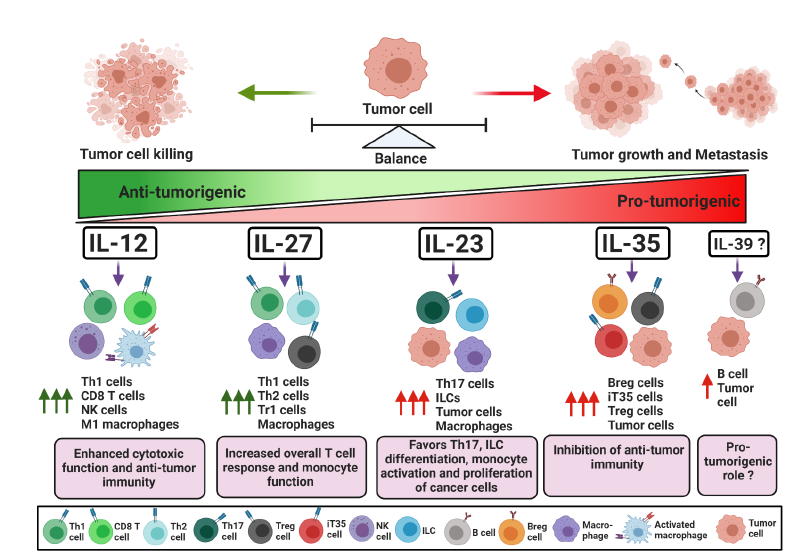 Tumor cell
Balance
Tumor cell killing
Tumor growth and Metastasis
Anti-tumorigenic
Pro-tumorigenic
IL-12
IL-27
IL-23
IL-35
IL-39 ?
Th1 cells
CD8 T cells
NK cells
M1 macrophages
Th1 cells
Th2 cells
Tr1 cells
Macrophages
Th17 cells
ILCs
Tumor cells
Macrophages
Breg cells
iT35 cells
Treg cells
Tumor cells
B cell
Tumor
cell
Enhanced cytotoxic
function and anti-tumor
immunity
Increased overall T cell
response and monocyte
function
Favors Th17, ILC
differentiation, monocyte
activation and proliferation
of cancer cells
Inhibition of anti-tumor
immunity
Pro-
tumorigenic
role ?
Th1
cell
CD8 T
cell
Th2
cell
Th17
cell
Treg
cell
iT35
cell
NK
cell
ILC
B cell
Breg
cell
Macro-
phage
Activated
macrophage
Tumor
cell